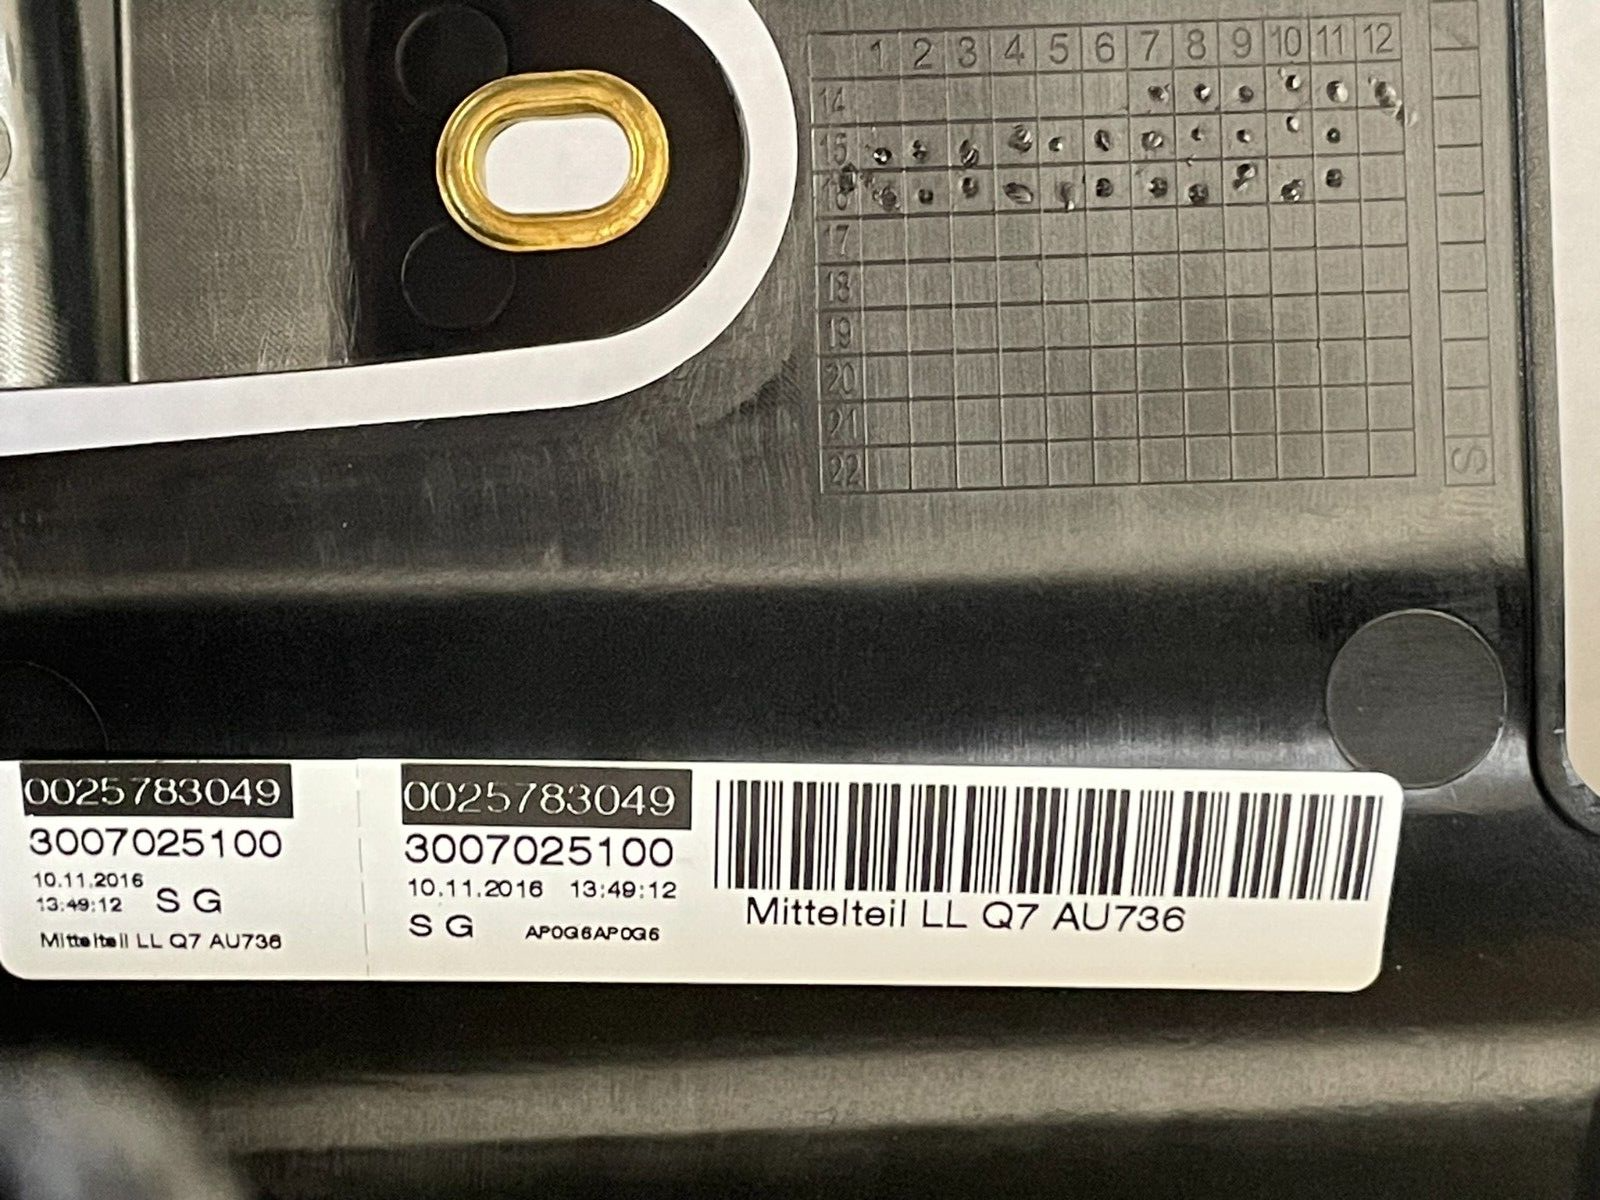 1 2 3 4 5 6 7 8 9 10 11 12
14
15
16
17
18
19
20
21
22
S
0025783049
3007025100
10.11.2016
13:49:12 S G
Mittelteil LL Q7 AU736
0025783049
3007025100
10.11.2016 13:49:12
S G AP0G6AP0G6
Mittelteil LL Q7 AU736